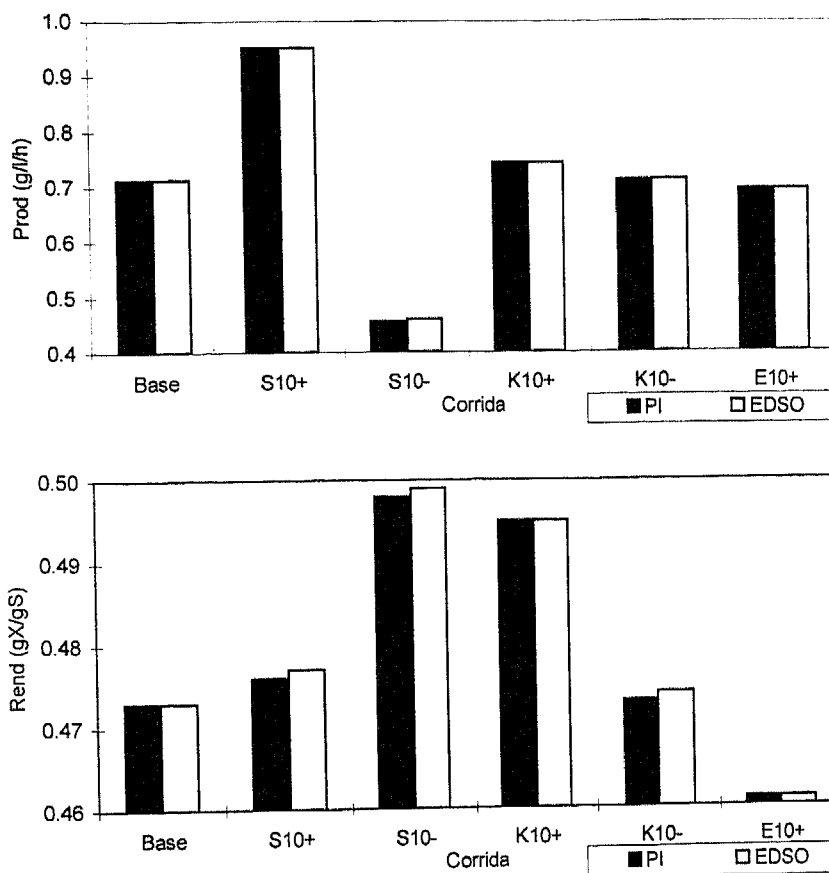 Prod (g/l/h)
1.0
0.9
0.8
0.7
0.6
0.5
0.4
Base S10+ S10- K10+ K10- E10+
Corrida
PI EDSO
Rend (gX/gS)
0.50
0.49
0.48
0.47
0.46
Base S10+ S10- K10+ K10- E10+
Corrida
PI EDSO